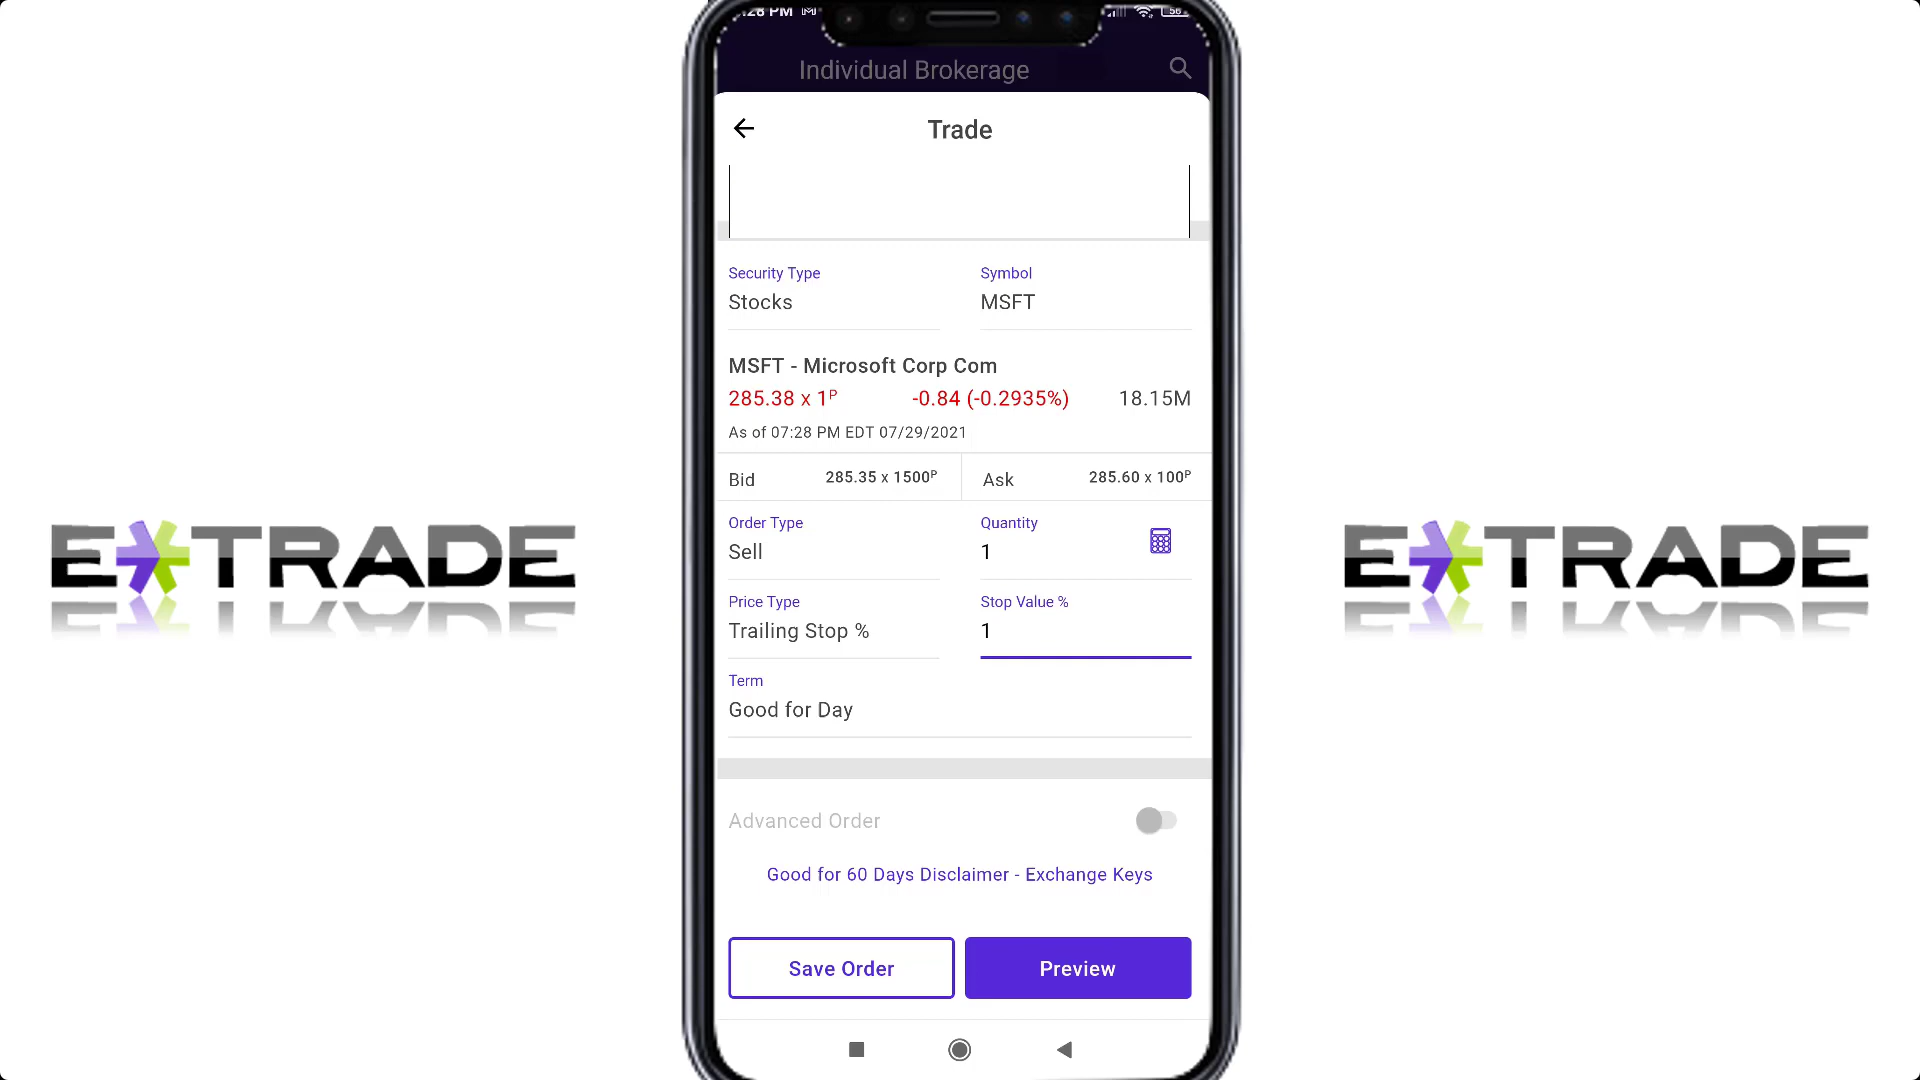 :28 PM
56
Individual Brokerage
Trade
Security Type
Symbol
Stocks
MSFT
MSFT - Microsoft Corp Com
285.38 x 1ᴾ
-0.84 (-0.2935%)
18.15M
As of 07:28 PM EDT 07/29/2021
Bid
285.35 x 1500ᴾ
Ask
285.60 x 100ᴾ
Order Type
Quantity
Sell
1
Price Type
Stop Value %
Trailing Stop %
1
Term
Good for Day
Advanced Order
Good for 60 Days Disclaimer - Exchange Keys
Save Order
Preview
E*TRADE
E*TRADE